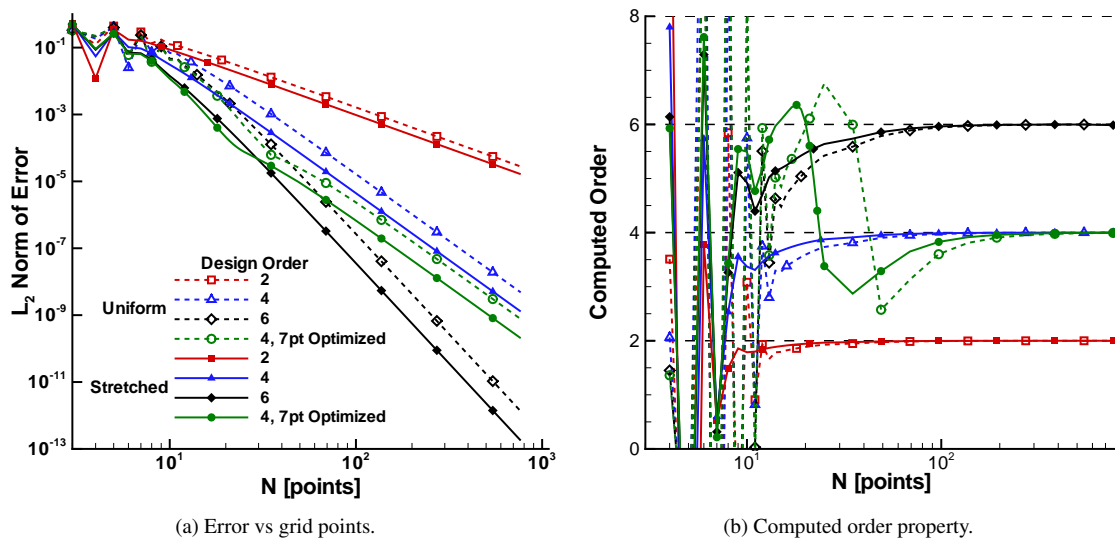 10^-1
10^-3
10^-5
10^-7
10^-9
10^-11
10^-13
L2 Norm of Error
Design Order
Uniform
2
4
6
4, 7pt Optimized
Stretched
2
4
6
4, 7pt Optimized
10^1
10^2
10^3
N [points]
(a) Error vs grid points.
8
6
4
2
0
Computed Order
10^1
10^2
N [points]
(b) Computed order property.